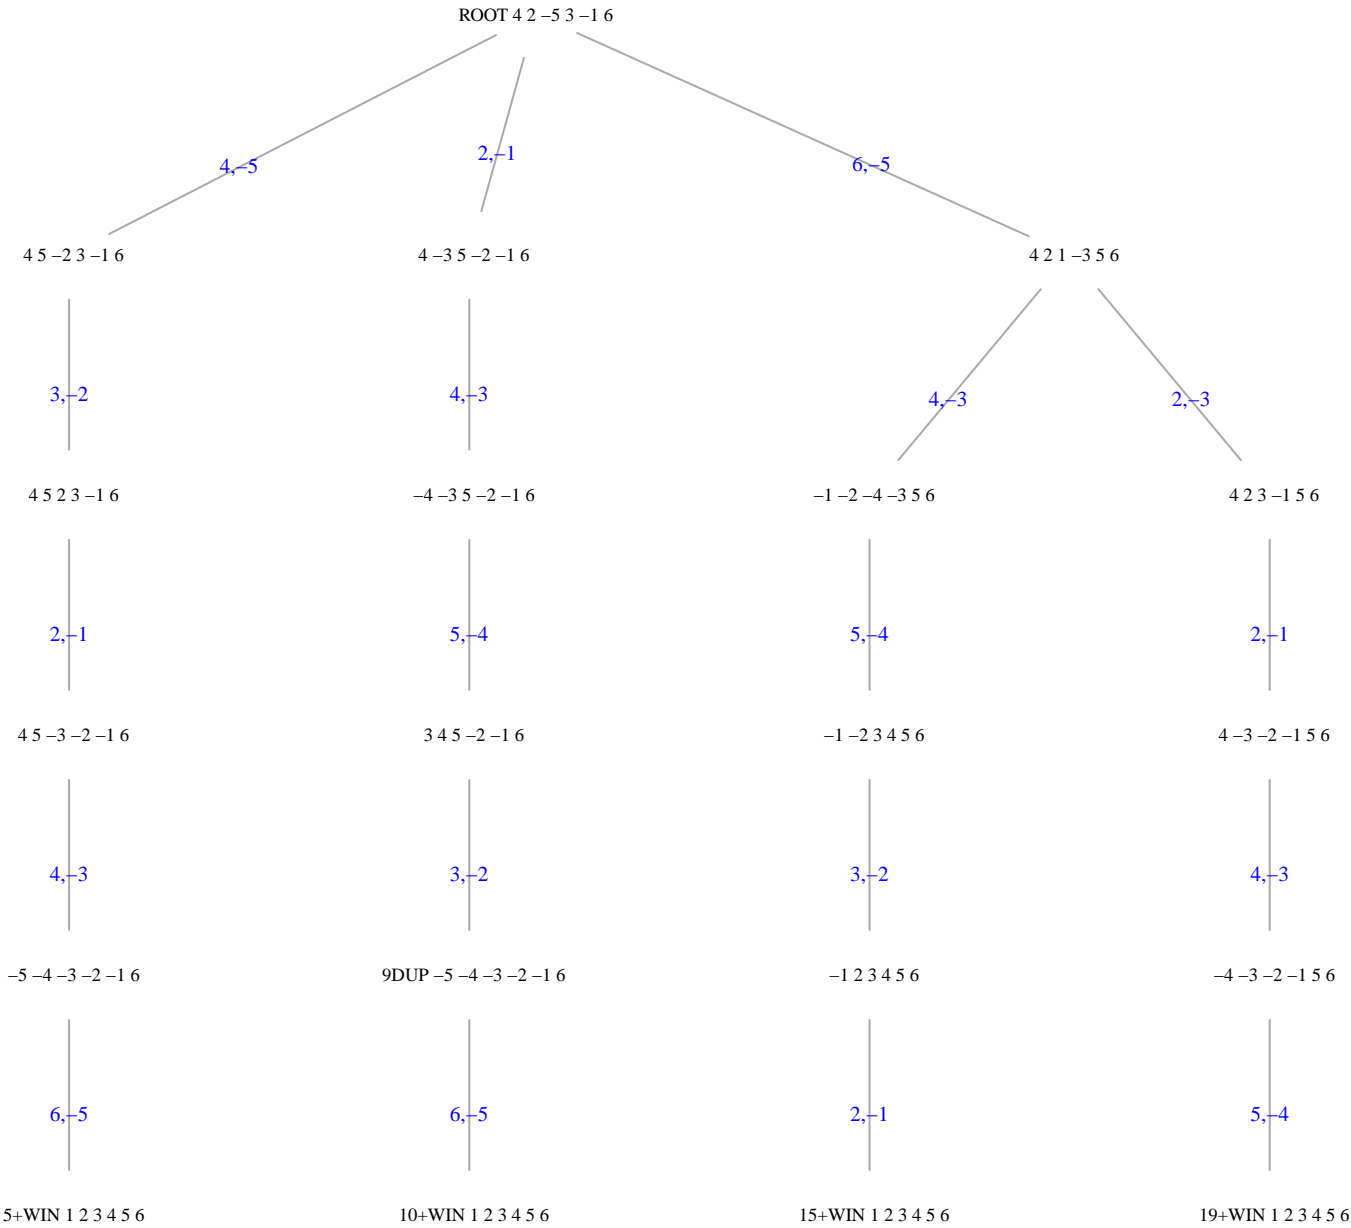 ROOT 4 2 –5 3 –1 6
4,–5
2,–1
6,–5
4 5 –2 3 –1 6
4 –3 5 –2 –1 6
4 2 1 –3 5 6
3,–2
4,–3
4,–3
2,–3
4 5 2 3 –1 6
–4 –3 5 –2 –1 6
–1 –2 –4 –3 5 6
4 2 3 –1 5 6
2,–1
5,–4
5,–4
2,–1
4 5 –3 –2 –1 6
3 4 5 –2 –1 6
–1 –2 3 4 5 6
4 –3 –2 –1 5 6
4,–3
3,–2
3,–2
4,–3
–5 –4 –3 –2 –1 6
9DUP –5 –4 –3 –2 –1 6
–1 2 3 4 5 6
–4 –3 –2 –1 5 6
6,–5
6,–5
2,–1
5,–4
5+WIN 1 2 3 4 5 6
10+WIN 1 2 3 4 5 6
15+WIN 1 2 3 4 5 6
19+WIN 1 2 3 4 5 6